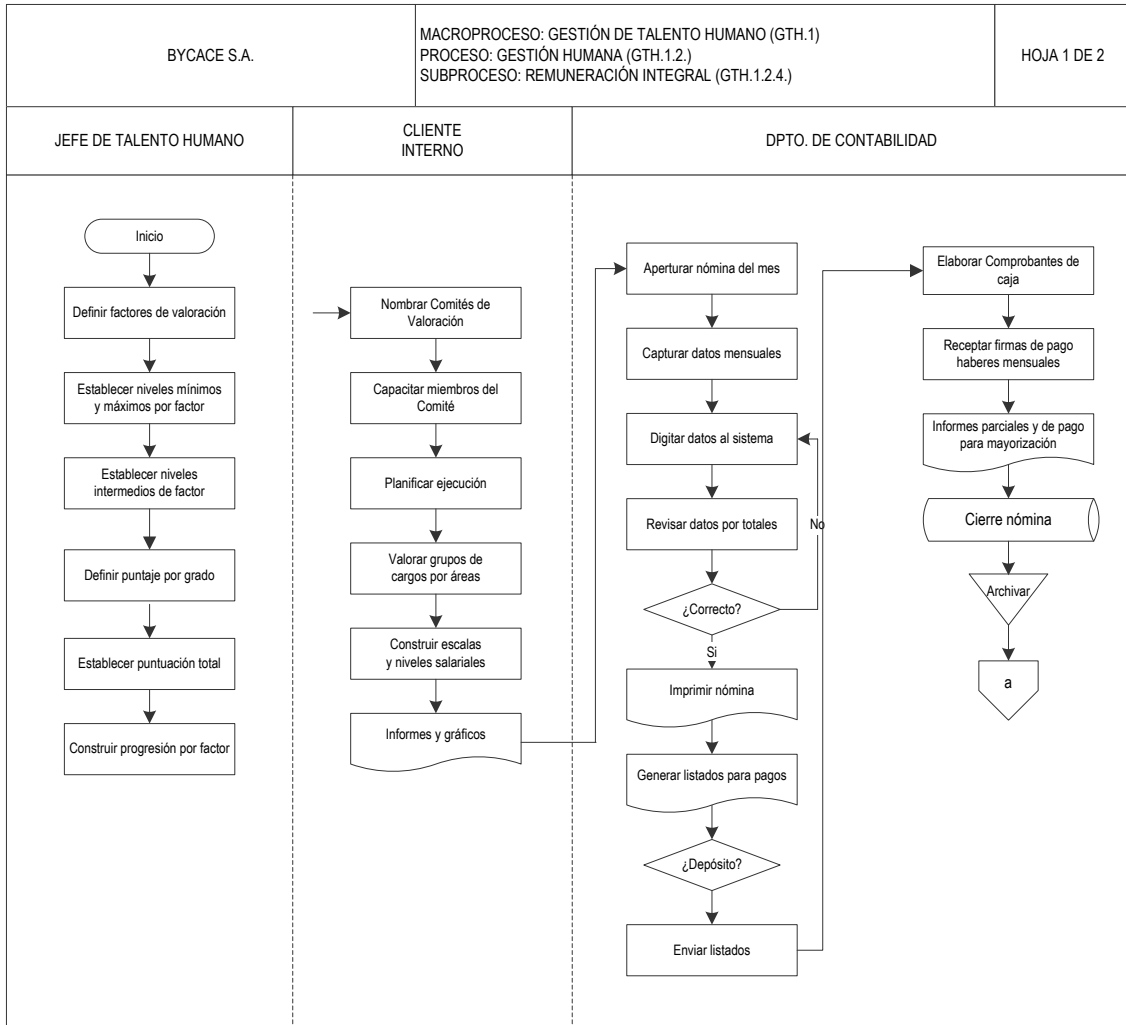 BYCACE S.A.
MACROPROCESO: GESTIÓN DE TALENTO HUMANO (GTH.1)
PROCESO: GESTIÓN HUMANA (GTH.1.2.)
SUBPROCESO: REMUNERACIÓN INTEGRAL (GTH.1.2.4.)
HOJA 1 DE 2
JEFE DE TALENTO HUMANO
CLIENTE
INTERNO
DPTO. DE CONTABILIDAD
Inicio
Definir factores de valoración
Establecer niveles mínimos
y máximos por factor
Establecer niveles
intermedios de factor
Definir puntaje por grado
Establecer puntuación total
Construir progresión por factor
Nombrar Comités de
Valoración
Capacitar miembros del
Comité
Planificar ejecución
Valorar grupos de
cargos por áreas
Construir escalas
y niveles salariales
Informes y gráficos
Aperturar nómina del mes
Capturar datos mensuales
Digitar datos al sistema
Revisar datos por totales
No
¿Correcto?
Si
Imprimir nómina
Generar listados para pagos
¿Depósito?
Enviar listados
Elaborar Comprobantes de
caja
Receptar firmas de pago
haberes mensuales
Informes parciales y de pago
para mayorización
Cierre nómina
Archivar
a